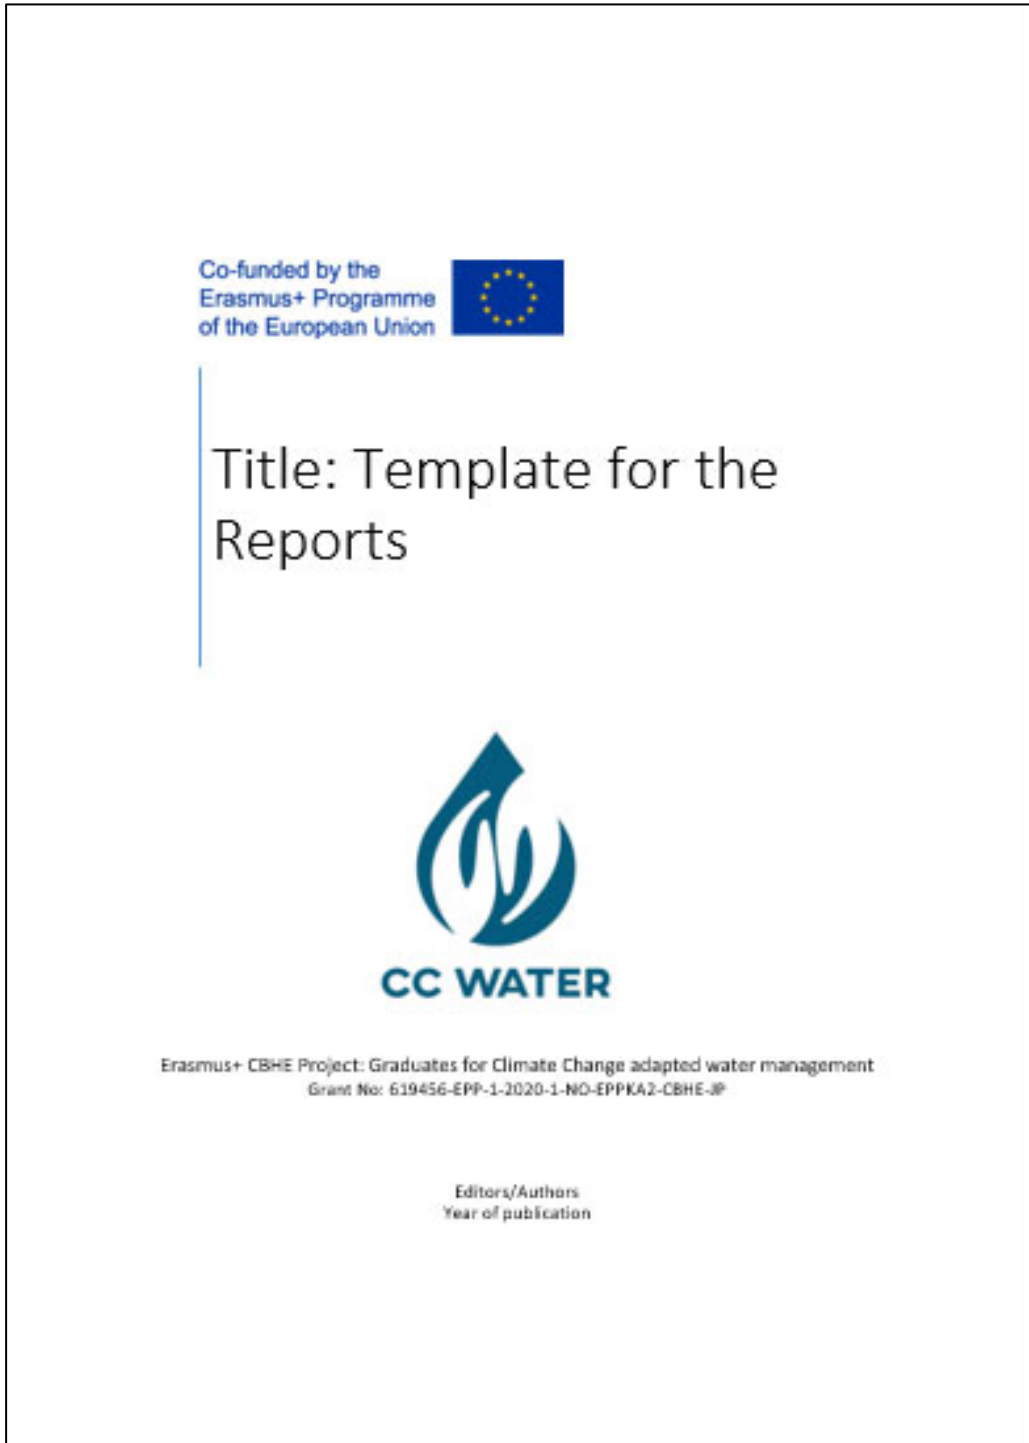 Co-funded by the
Erasmus+ Programme
of the European Union
Title: Template for the
Reports
CC WATER
Erasmus+ CBHE Project: Graduates for Climate Change adapted water management
Grant No: 619456-EPP-1-2020-1-NO-EPPKA2-CBHE-JP
Editors/Authors
Year of publication